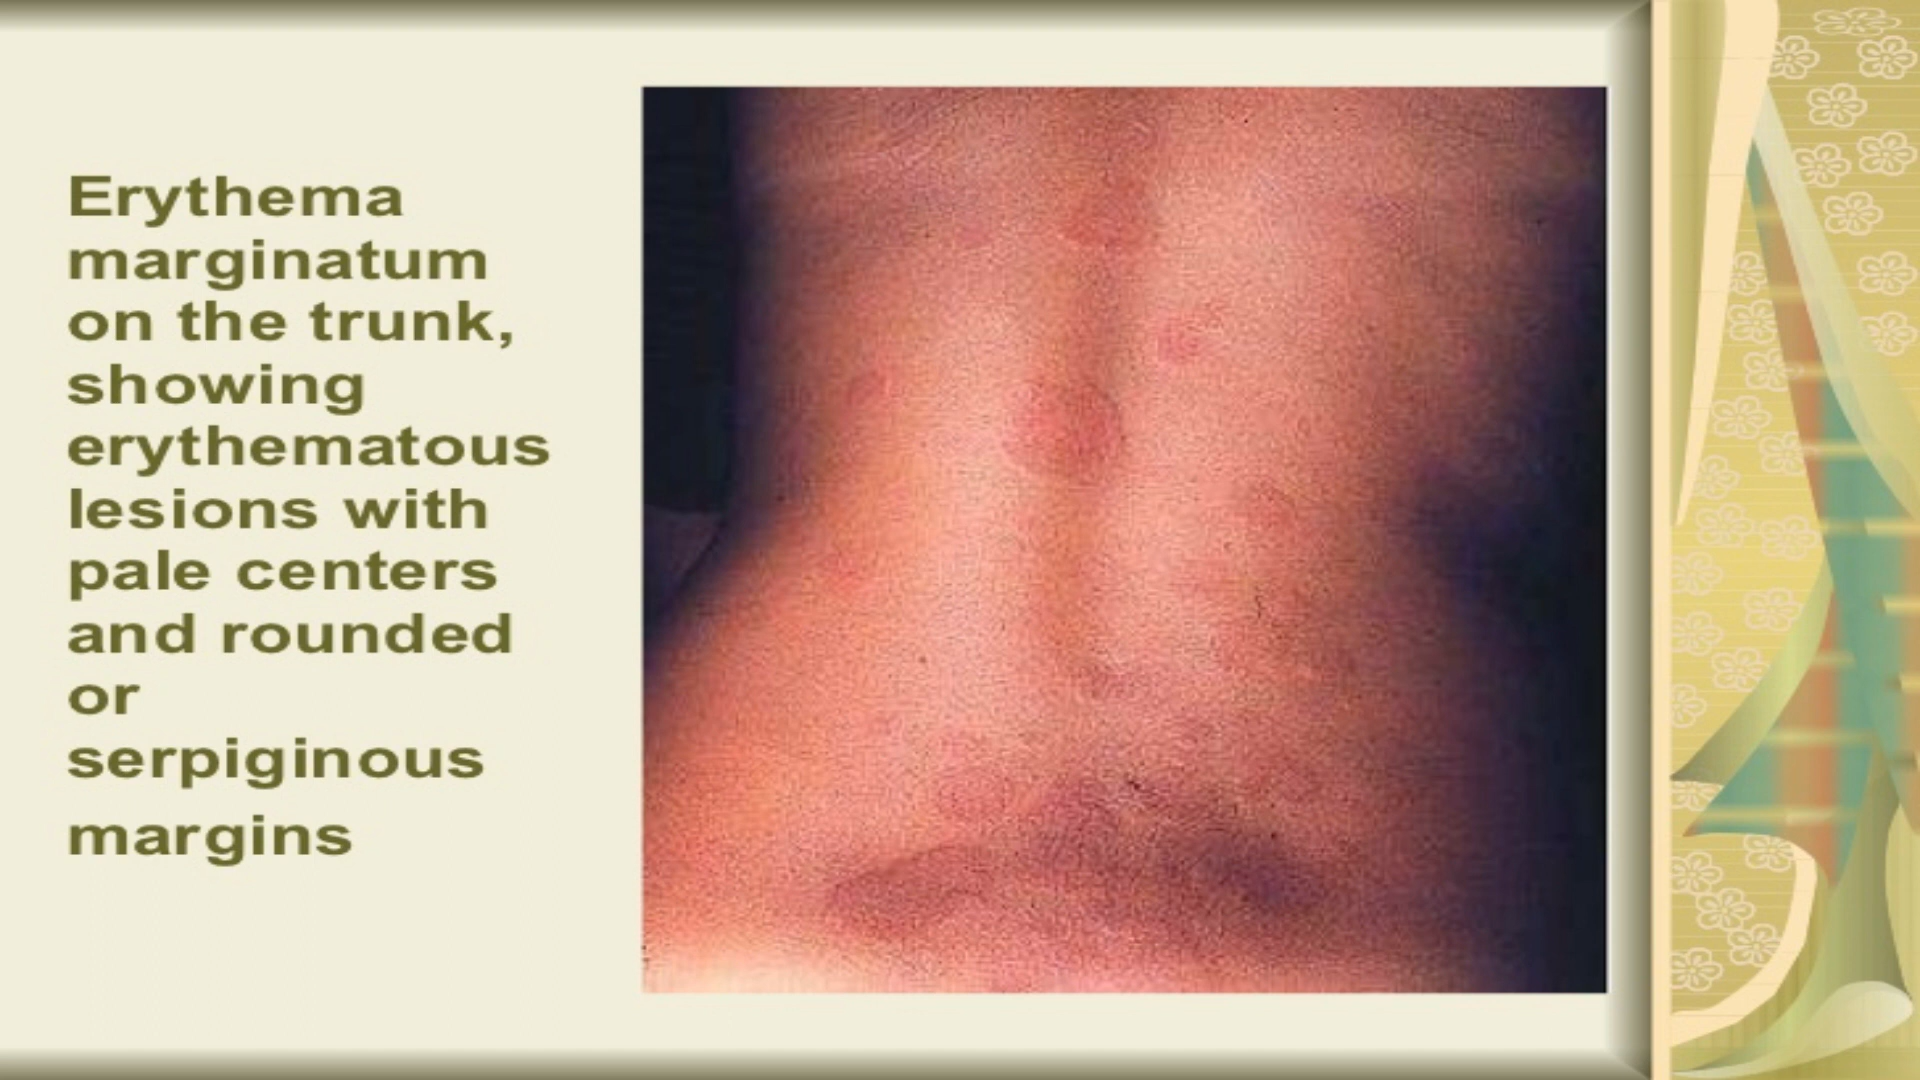 Erythema
marginatum
on the trunk,
showing
erythematous
lesions with
pale centers
and rounded
or
serpiginous
margins